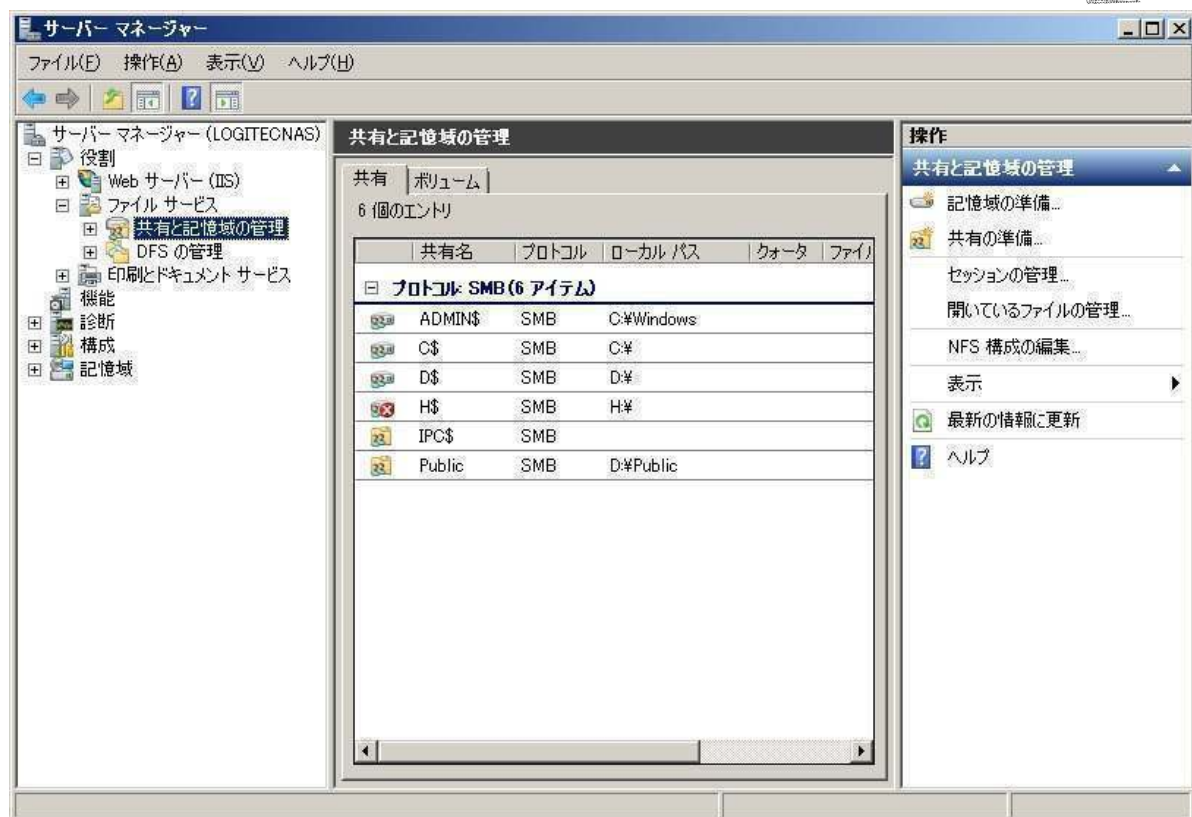 サーバー マネージャー
ファイル(F) 操作(A) 表示(V) ヘルプ(H)
サーバー マネージャー (LOGITECNAS)
役割
Web サーバー (IIS)
ファイル サービス
共有と記憶域の管理
DFS の管理
印刷とドキュメント サービス
機能
診断
構成
記憶域
共有と記憶域の管理
共有 ボリューム
6 個のエントリ
共有名 プロトコル ローカル パス クォータ ファイル
プロトコル: SMB (6 アイテム)
ADMIN$ SMB C:¥Windows
C$ SMB C:¥
D$ SMB D:¥
H$ SMB H:¥
IPC$ SMB
Public SMB D:¥Public
操作
共有と記憶域の管理
記憶域の準備...
共有の準備...
セッションの管理...
開いているファイルの管理...
NFS 構成の編集...
表示
最新の情報に更新
ヘルプ